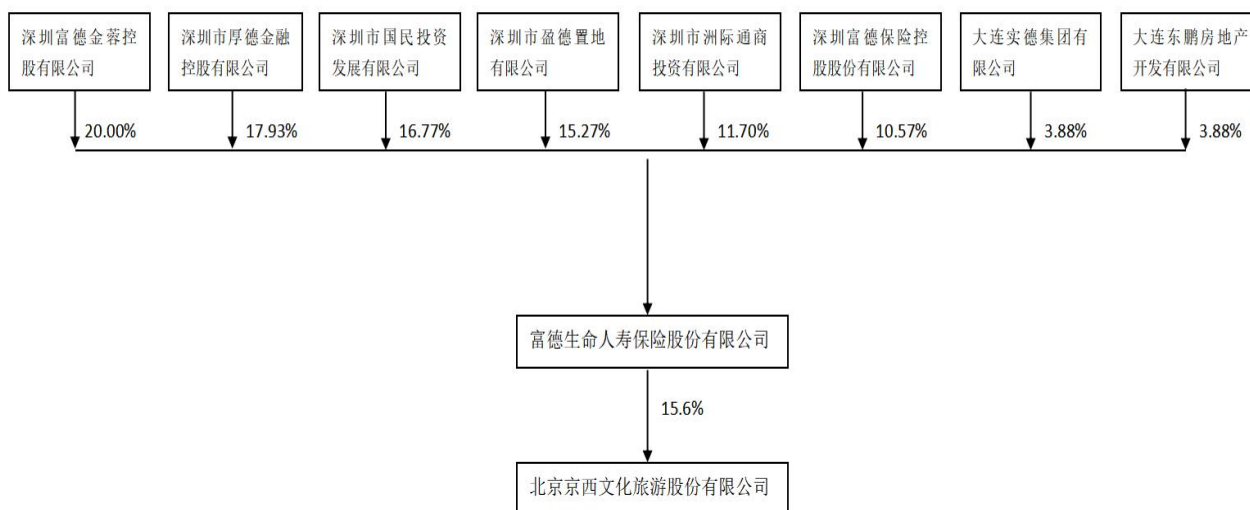 深圳富德金蓉控
股有限公司
深圳市厚德金融
控股有限公司
深圳市国民投资
发展有限公司
深圳市盈德置地
有限公司
深圳市洲际通商
投资有限公司
深圳富德保险控
股股份有限公司
大连实德集团有
限公司
大连东鹏房地产
开发有限公司
20.00%
17.93%
16.77%
15.27%
11.70%
10.57%
3.88%
3.88%
富德生命人寿保险股份有限公司
15.6%
北京京西文化旅游股份有限公司